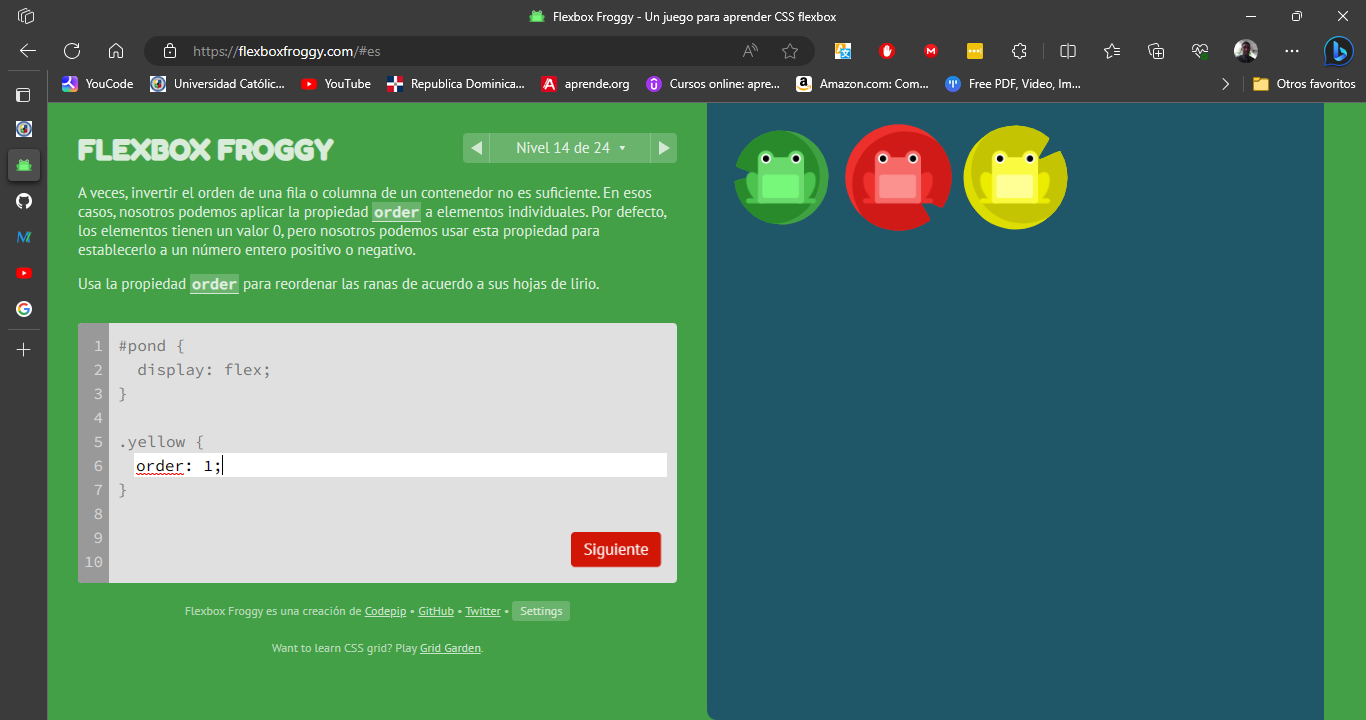 Flexbox Froggy - Un juego para aprender CSS flexbox
https://flexboxfroggy.com/#es
YouCode
Universidad Católic...
YouTube
Republica Dominica...
aprende.org
Cursos online: apre...
Amazon.com: Com...
Free PDF, Video, Im...
Otros favoritos
FLEXBOX FROGGY
Nivel 14 de 24
A veces, invertir el orden de una fila o columna de un contenedor no es suficiente. En esos
casos, nosotros podemos aplicar la propiedad order a elementos individuales. Por defecto,
los elementos tienen un valor 0, pero nosotros podemos usar esta propiedad para
establecerlo a un número entero positivo o negativo.
Usa la propiedad order para reordenar las ranas de acuerdo a sus hojas de lirio.
1 #pond {
2 display: flex;
3 }
4
5 .yellow {
6 order: 1;
7 }
8
9
10
Siguiente
Flexbox Froggy es una creación de Codepip • GitHub • Twitter • Settings
Want to learn CSS grid? Play Grid Garden.